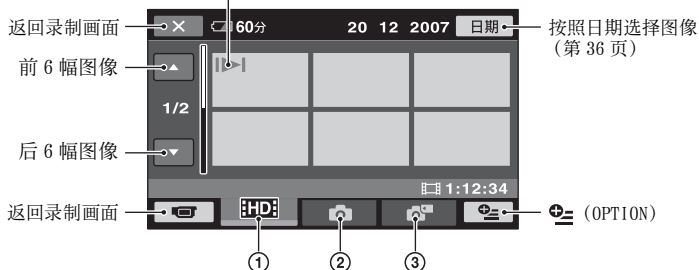 返回录制画面
60分
20 12 2007
日期
按照日期选择图像
(第 36 页)
前 6 幅图像
1/2
后 6 幅图像
1:12:34
返回录制画面
HD
(OPTION)
① ② ③